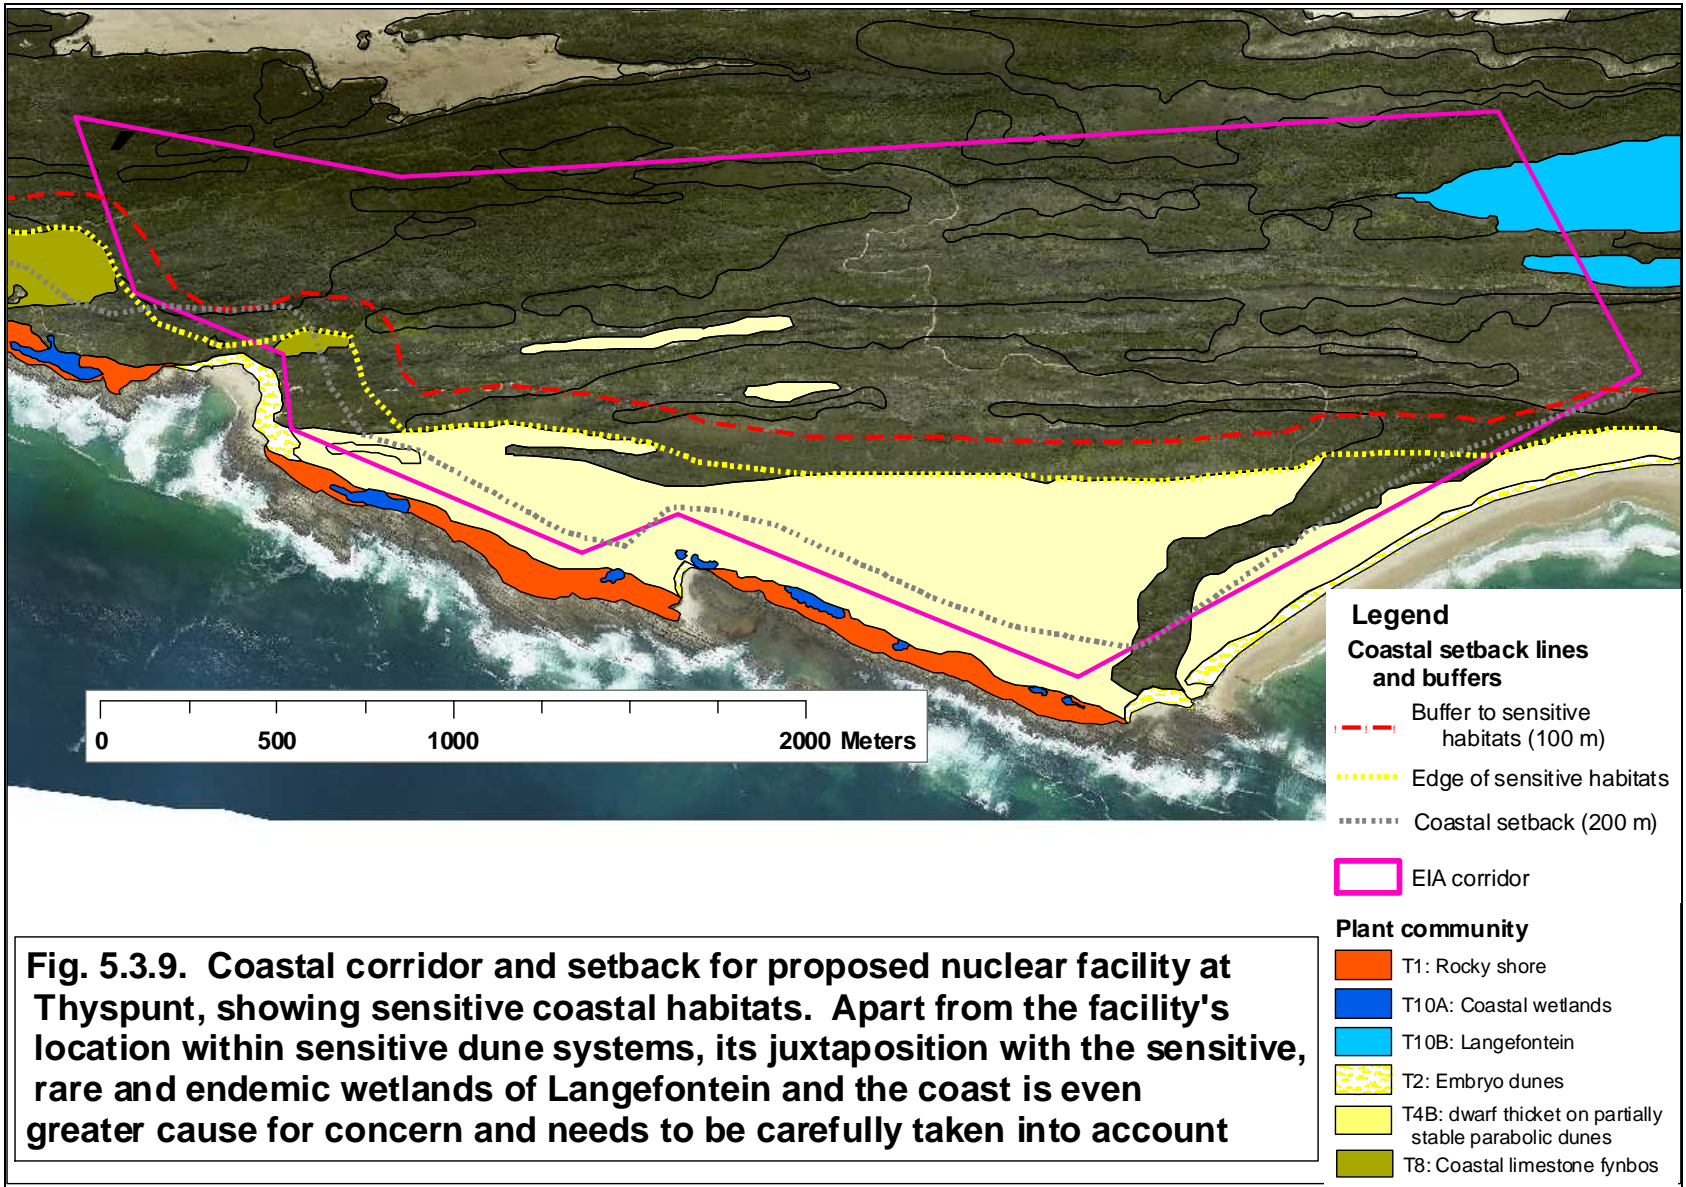 0 500 1000 2000 Meters
Legend
Coastal setback lines
and buffers
Buffer to sensitive
habitats (100 m)
Edge of sensitive habitats
Coastal setback (200 m)
EIA corridor
Plant community
T1: Rocky shore
T10A: Coastal wetlands
T10B: Langefontein
T2: Embryo dunes
T4B: dwarf thicket on partially
stable parabolic dunes
T8: Coastal limestone fynbos
Fig. 5.3.9. Coastal corridor and setback for proposed nuclear facility at
Thyspunt, showing sensitive coastal habitats. Apart from the facility's
location within sensitive dune systems, its juxtaposition with the sensitive,
rare and endemic wetlands of Langefontein and the coast is even
greater cause for concern and needs to be carefully taken into account